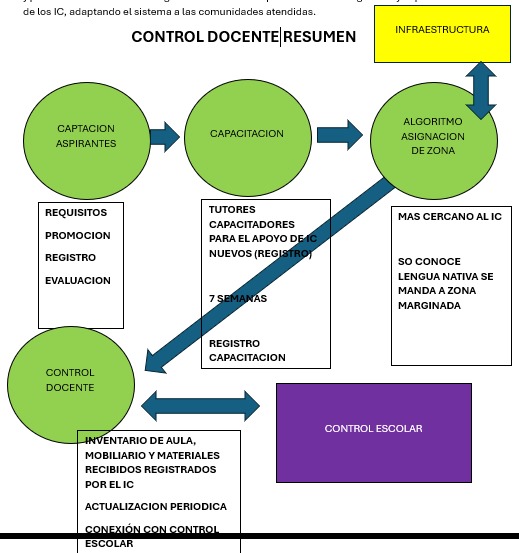 de los IC, adaptando el sistema a las comunidades atendidas.
CONTROL DOCENTE RESUMEN
INFRAESTRUCTURA
CAPTACION
ASPIRANTES
CAPACITACION
ALGORITMO
ASIGNACION
DE ZONA
REQUISITOS
PROMOCION
REGISTRO
EVALUACION
TUTORES
CAPACITADORES
PARA EL APOYO DE IC
NUEVOS (REGISTRO)
7 SEMANAS
REGISTRO
CAPACITACION
MAS CERCANO AL IC
SO CONOCE
LENGUA NATIVA SE
MANDA A ZONA
MARGINADA
CONTROL
DOCENTE
CONTROL ESCOLAR
INVENTARIO DE AULA,
MOBILIARIO Y MATERIALES
RECIBIDOS REGISTRADOS
POR EL IC
ACTUALIZACION PERIODICA
CONEXIÓN CON CONTROL
ESCOLAR